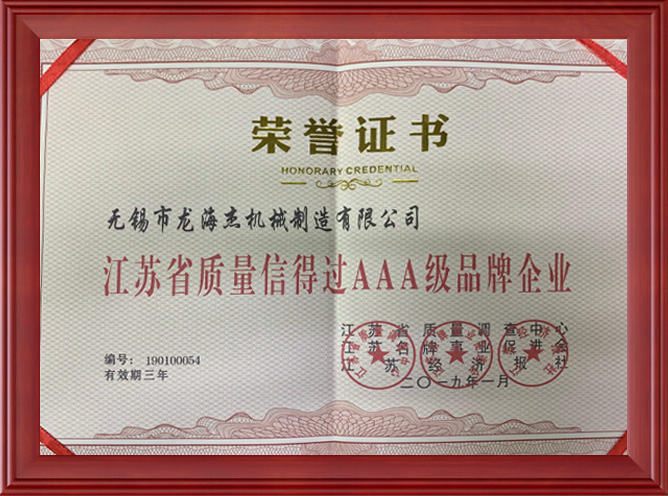 荣誉证书
HONORARY CREDENTIAL
无锡市龙海杰机械制造有限公司
江苏省质量信得过AAA级品牌企业
江苏省质量调查中心
江苏名牌事业促进会
江苏经济报社
二〇一九年一月
编号：190100054
有效期三年